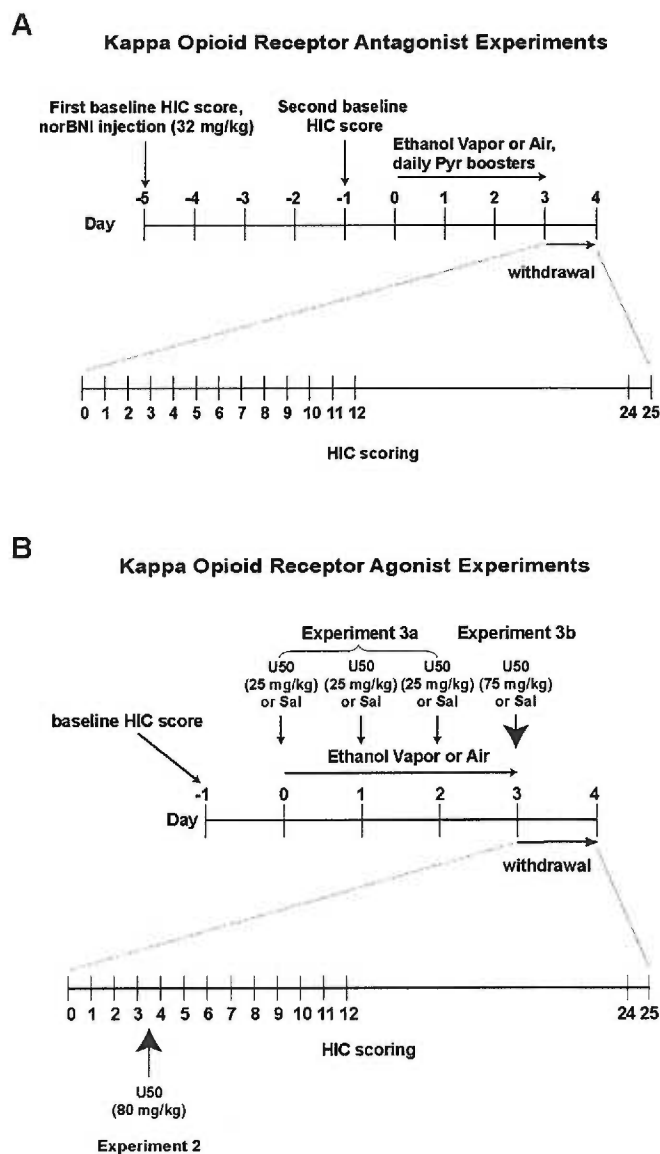 A
Kappa Opioid Receptor Antagonist Experiments
First baseline HIC score,
norBNI injection (32 mg/kg)
Second baseline
HIC score
Ethanol Vapor or Air,
daily Pyr boosters
-5 -4 -3 -2 -1 0 1 2 3 4
Day
withdrawal
0 1 2 3 4 5 6 7 8 9 10 11 12 24 25
HIC scoring
B
Kappa Opioid Receptor Agonist Experiments
Experiment 3a Experiment 3b
U50 U50 U50 U50
(25 mg/kg) (25 mg/kg) (25 mg/kg) (75 mg/kg)
or Sal or Sal or Sal or Sal
baseline HIC score
Ethanol Vapor or Air
-1 0 1 2 3 4
Day
withdrawal
0 1 2 3 4 5 6 7 8 9 10 11 12 24 25
HIC scoring
U50
(80 mg/kg)
Experiment 2